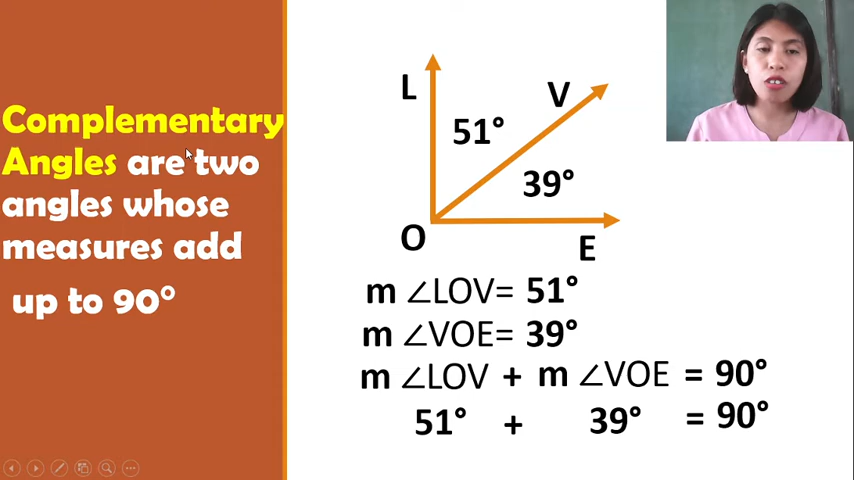 Complementary
Angles are two
angles whose
measures add
up to 90°
L
V
51°
39°
O
E
m ∠LOV= 51°
m ∠VOE= 39°
m ∠LOV + m ∠VOE = 90°
51° + 39° = 90°